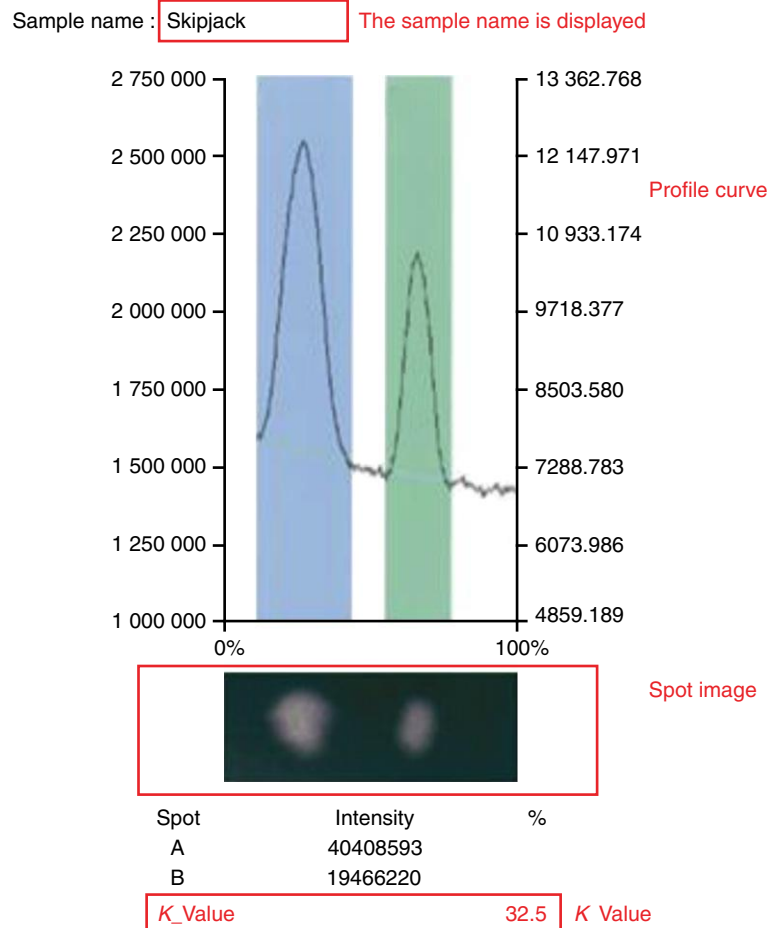 Sample name : Skipjack The sample name is displayed
2 750 000 13 362.768
2 500 000 12 147.971
Profile curve
2 250 000 10 933.174
2 000 000 9718.377
1 750 000 8503.580
1 500 000 7288.783
1 250 000 6073.986
1 000 000 4859.189
0% 100%
Spot image
Spot Intensity %
A 40408593
B 19466220
K_Value 32.5 K Value